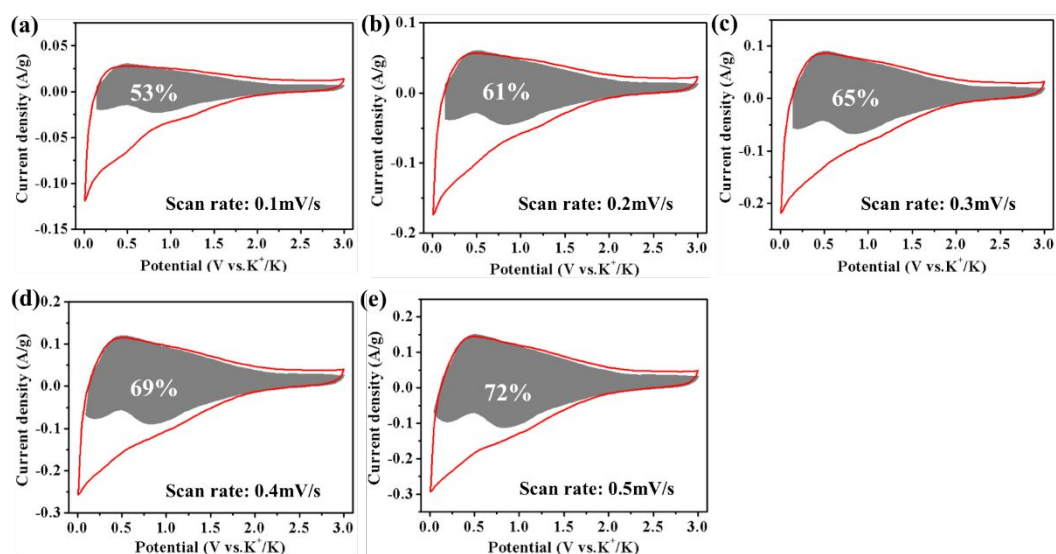 (a)
Current density (A/g)
0.05
0.00
-0.05
-0.10
-0.15
53%
Scan rate: 0.1mV/s
0.0 0.5 1.0 1.5 2.0 2.5 3.0
Potential (V vs.K⁺/K)
(b)
Current density (A/g)
0.1
0.0
-0.1
-0.2
61%
Scan rate: 0.2mV/s
0.0 0.5 1.0 1.5 2.0 2.5 3.0
Potential (V vs.K⁺/K)
(c)
Current density (A/g)
0.1
0.0
-0.1
-0.2
65%
Scan rate: 0.3mV/s
0.0 0.5 1.0 1.5 2.0 2.5 3.0
Potential (V vs.K⁺/K)
(d)
Current density (A/g)
0.2
0.1
0.0
-0.1
-0.2
-0.3
69%
Scan rate: 0.4mV/s
0.0 0.5 1.0 1.5 2.0 2.5 3.0
Potential (V vs.K⁺/K)
(e)
Current density (A/g)
0.2
0.1
0.0
-0.1
-0.2
-0.3
72%
Scan rate: 0.5mV/s
0.0 0.5 1.0 1.5 2.0 2.5 3.0
Potential (V vs.K⁺/K)